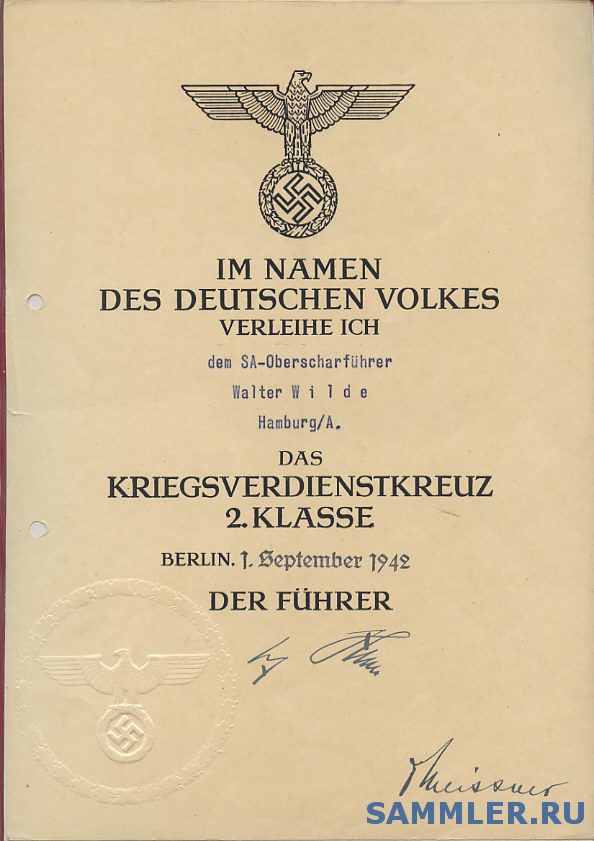 IM NAMEN
DES DEUTSCHEN VOLKES
VERLEIHE ICH
dem SA-Oberscharführer
Walter W i l d e
Hamburg/A.
DAS
KRIEGSVERDIENSTKREUZ
2. KLASSE
BERLIN. 1. September 1942
DER FÜHRER
Meissner
SAMMLER.RU